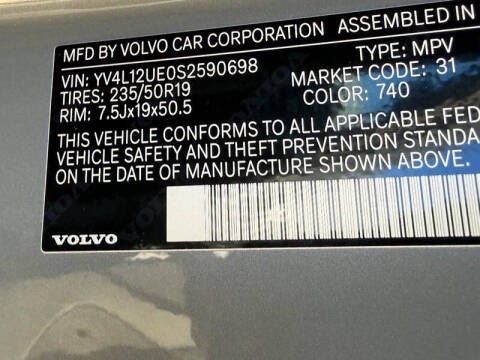 MFD BY VOLVO CAR CORPORATION ASSEMBLED IN
VIN: YV4L12UE0S2590698 TYPE: MPV
TIRES: 235/50R19 MARKET CODE: 31
RIM: 7.5Jx19x50.5 COLOR: 740
THIS VEHICLE CONFORMS TO ALL APPLICABLE FED
VEHICLE SAFETY AND THEFT PREVENTION STANDA
ON THE DATE OF MANUFACTURE SHOWN ABOVE.
VOLVO